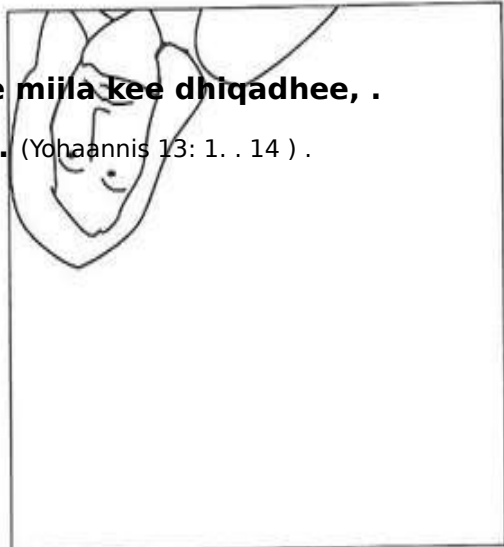 miila kee dhiqadhee, .
. (Yohaannis 13: 1. . 14 ) .